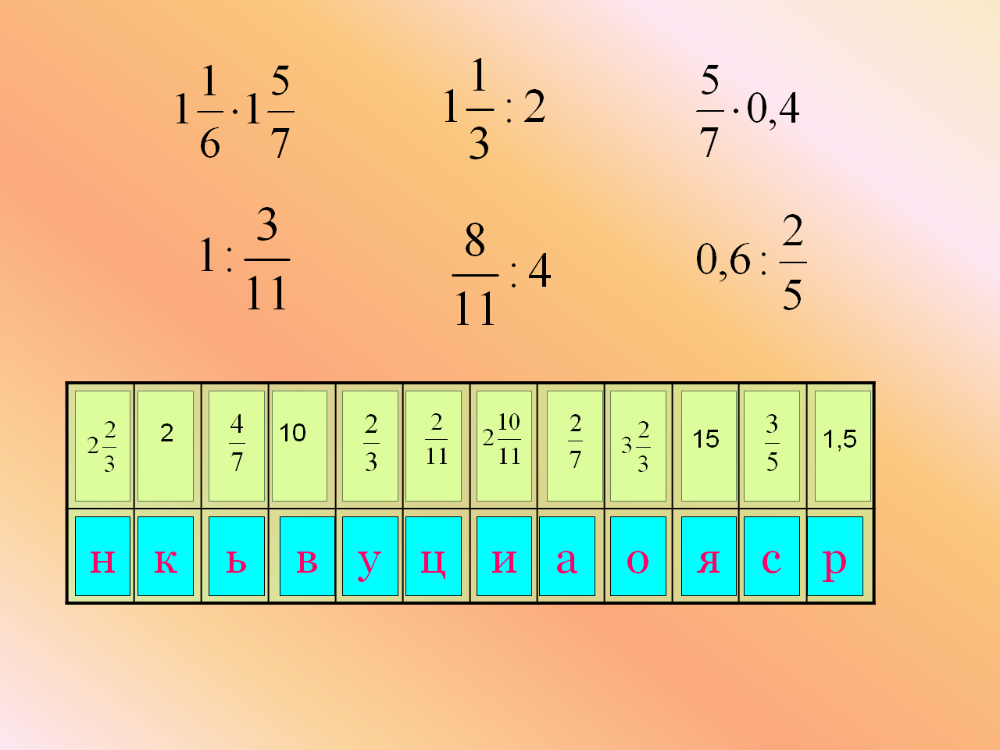 1 1/6 · 1 5/7    1 1/3 : 2    5/7 · 0,4
1 : 3/11    8/11 : 4    0,6 : 2/5
2 2/3    2    4/7    10    2/3    2/11    2 10/11    2/7    3 2/3    15    3/5    1,5
н к ь в у ц и а о я с р